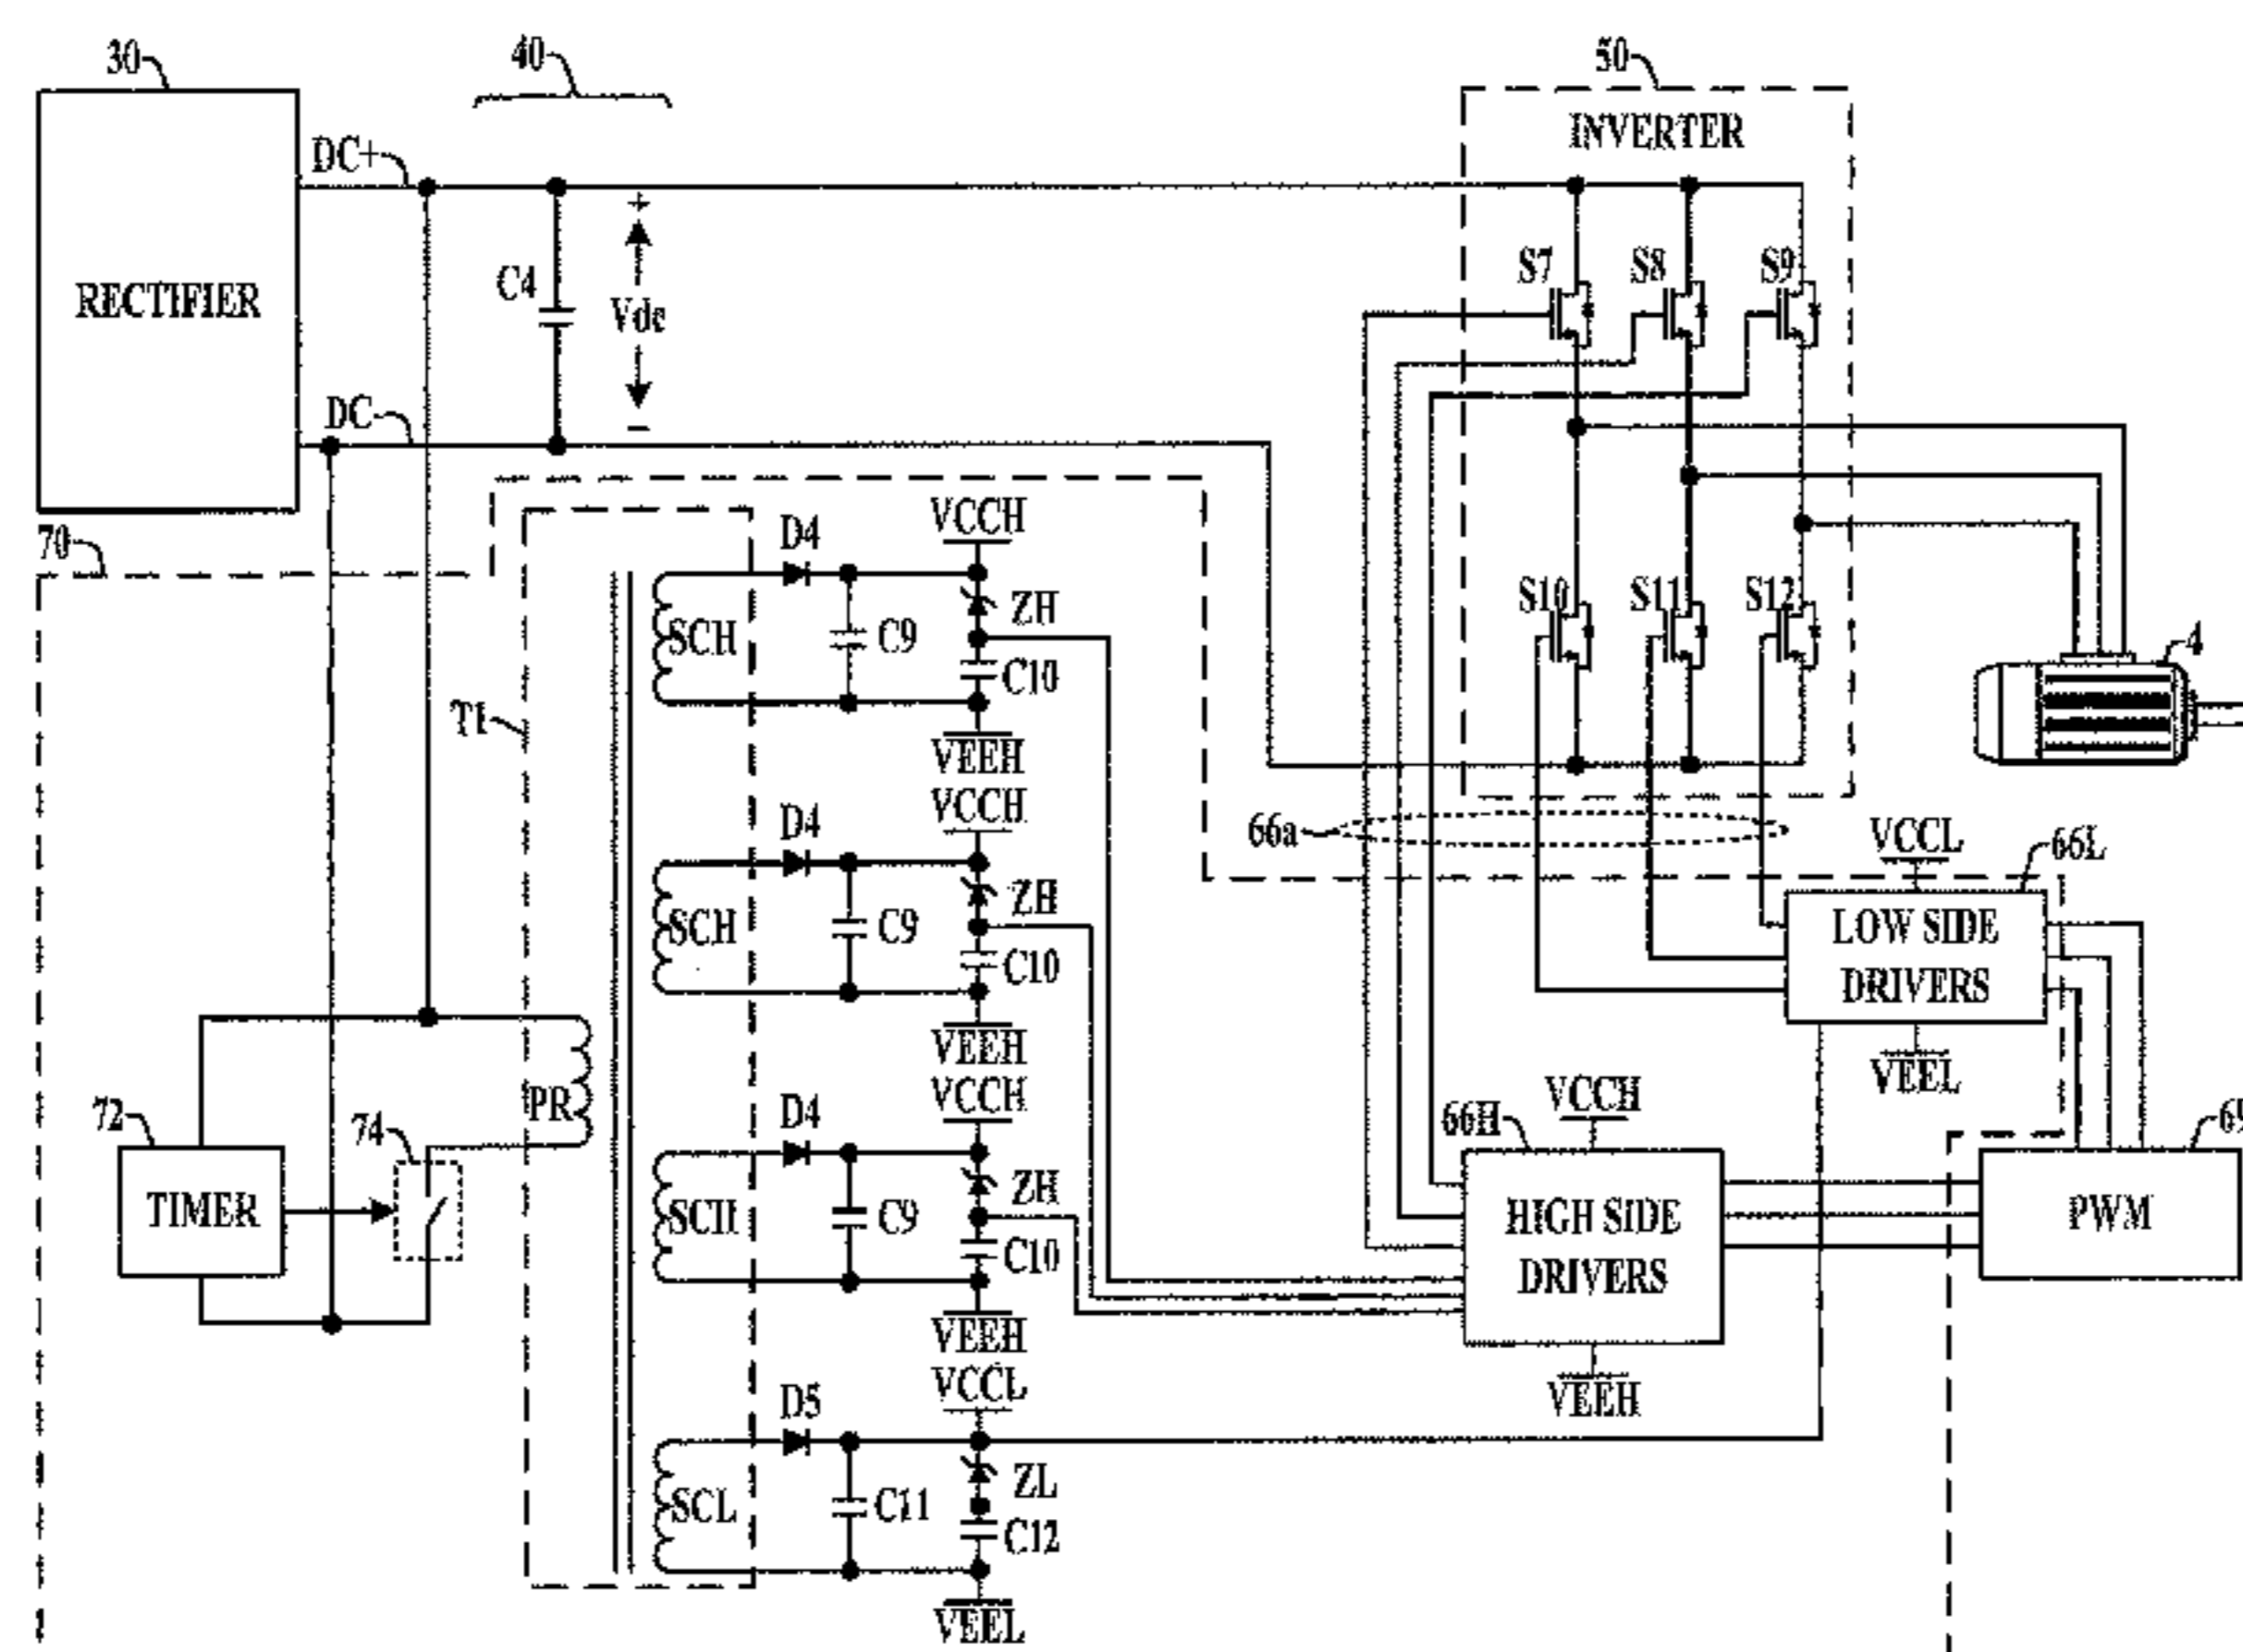 30
40
50
INVERTER
DC+
+
S7
S8
S9
C4
Vdc
RECTIFIER
DC-
−
70
VCCH
D4
ZH
S10
S11
S12
SCH
C9
C10
4
T1
VEEH
VCCH
D4
66a
VCCL
66L
ZH
SCH
C9
LOW SIDE
DRIVERS
C10
VEEH
VCCH
VEEL
PR
72
74
D4
VCCH
66H
ZH
TIMER
SCH
C9
HIGH SIDE
DRIVERS
PWM
C10
VEEH
VCCL
VEEH
D5
ZL
SCL
C11
C12
VEEL